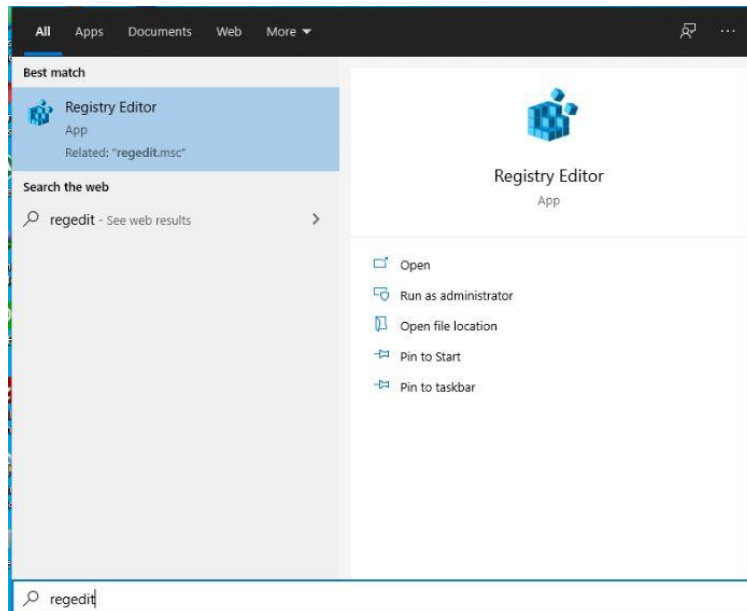 All Apps Documents Web More
Best match
Registry Editor
App
Related: "regedit.msc"
Search the web
regedit - See web results
Registry Editor
App
Open
Run as administrator
Open file location
Pin to Start
Pin to taskbar
regedit